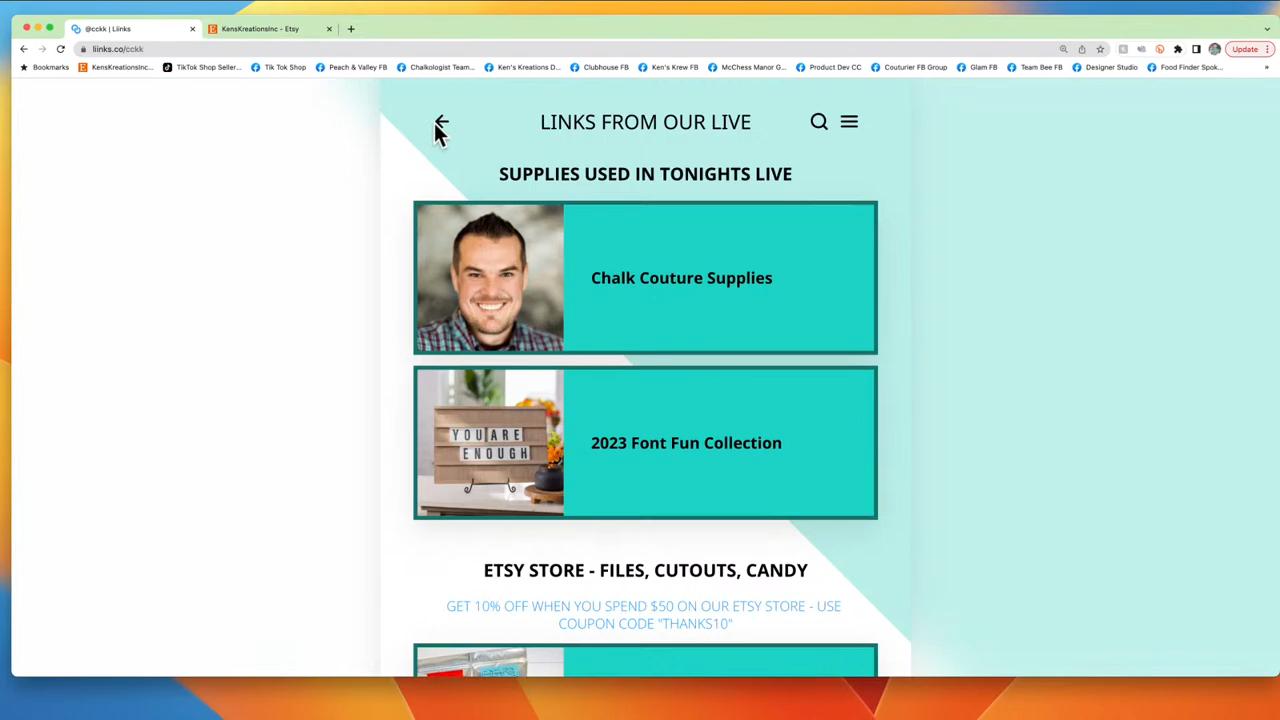 @cckk | Liinks
KensKreationsInc - Etsy
liinks.co/cckk
Update
Bookmarks
KensKreationsInc...
TikTok Shop Seller...
Tik Tok Shop
Peach & Valley FB
Chalkologist Team...
Ken's Kreations D...
Clubhouse FB
Ken's Krew FB
McChess Manor G...
Product Dev CC
Couturier FB Group
Glam FB
Team Bee FB
Designer Studio
Food Finder Spok...
LINKS FROM OUR LIVE
SUPPLIES USED IN TONIGHTS LIVE
Chalk Couture Supplies
YOU ARE
ENOUGH
2023 Font Fun Collection
ETSY STORE - FILES, CUTOUTS, CANDY
GET 10% OFF WHEN YOU SPEND $50 ON OUR ETSY STORE - USE
COUPON CODE "THANKS10"